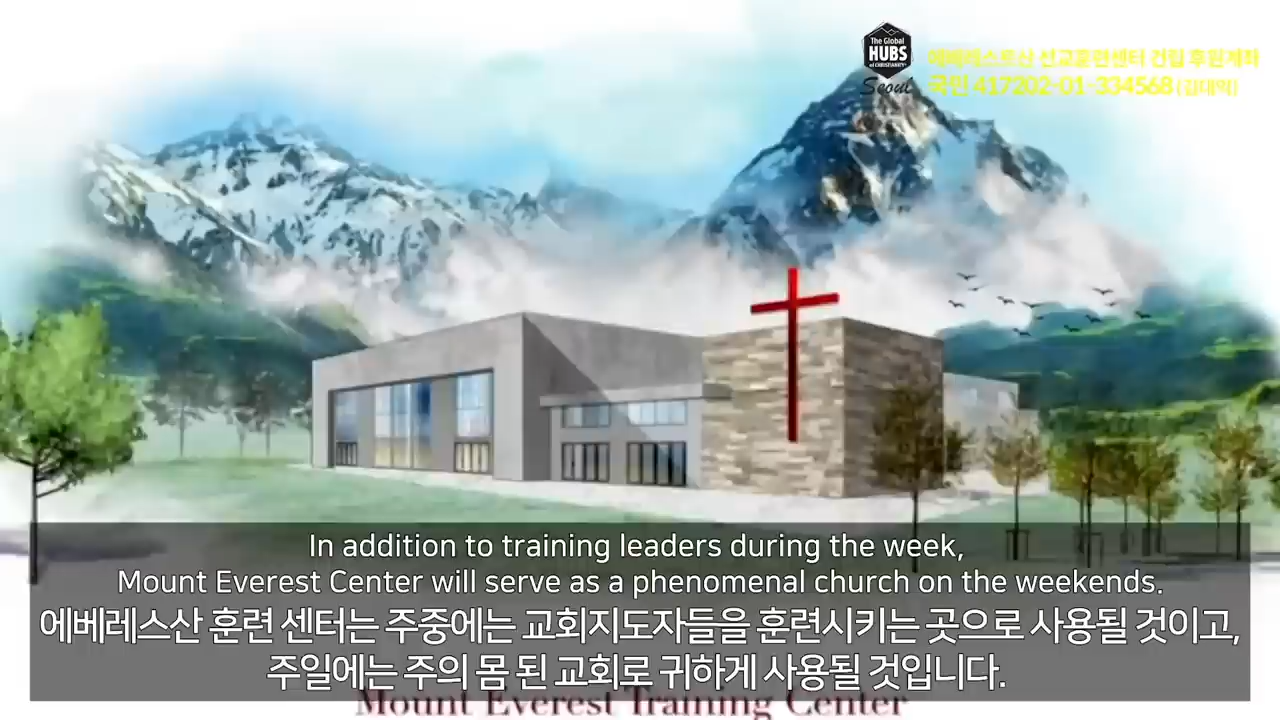 The Global
HUBS
of CHRISTIANITY
Seoul
에베레스트산 선교훈련센터 건립 후원계좌
국민 417202-01-334568 (김대억)
In addition to training leaders during the week,
Mount Everest Center will serve as a phenomenal church on the weekends.
에베레스산 훈련 센터는 주중에는 교회지도자들을 훈련시키는 곳으로 사용될 것이고,
주일에는 주의 몸 된 교회로 귀하게 사용될 것입니다.
Mount Everest Training Center